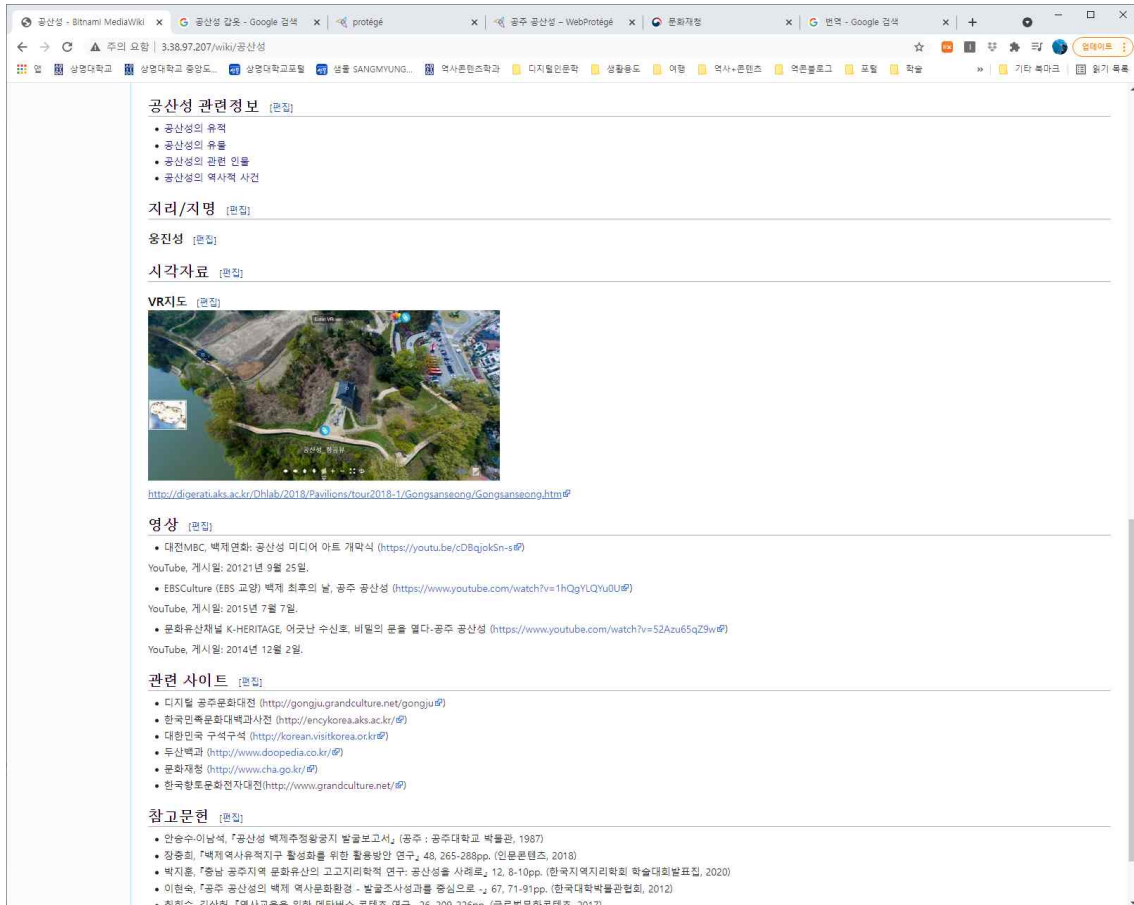 공산성 - Bitnami MediaWiki
공산성 갑옷 - Google 검색
protégé
공주 공산성 – WebProtégé
문화재청
번역 - Google 검색
주의 요함 | 3.38.97.207/wiki/공산성
업데이트
앱
상명대학교
상명대학교 중앙도...
상명대학교포털
샘물 SANGMYUNG...
역사콘텐츠학과
디지털인문학
생활용도
여행
역사+콘텐츠
역콘블로그
포털
학술
»
기타 북마크
읽기 목록
공산성 관련정보 [편집]
• 공산성의 유적
• 공산성의 유물
• 공산성의 관련 인물
• 공산성의 역사적 사건
지리/지명 [편집]
웅진성 [편집]
시각자료 [편집]
VR지도 [편집]
공산성_항공뷰
http://digerati.aks.ac.kr/Dhlab/2018/Pavilions/tour2018-1/Gongsanseong/Gongsanseong.htm
영상 [편집]
• 대전MBC, 백제연화: 공산성 미디어 아트 개막식 (https://youtu.be/cDBqjokSn-s)
YouTube, 게시일: 20121년 9월 25일.
• EBSCulture (EBS 교양) 백제 최후의 날, 공주 공산성 (https://www.youtube.com/watch?v=1hQgYLQYu0U)
YouTube, 게시일: 2015년 7월 7일.
• 문화유산채널 K-HERITAGE, 어긋난 수신호, 비밀의 문을 열다-공주 공산성 (https://www.youtube.com/watch?v=52Azu65qZ9w)
YouTube, 게시일: 2014년 12월 2일.
관련 사이트 [편집]
• 디지털 공주문화대전 (http://gongju.grandculture.net/gongju)
• 한국민족문화대백과사전 (http://encykorea.aks.ac.kr/)
• 대한민국 구석구석 (http://korean.visitkorea.or.kr)
• 두산백과 (http://www.doopedia.co.kr/)
• 문화재청 (http://www.cha.go.kr/)
• 한국향토문화전자대전(http://www.grandculture.net/)
참고문헌 [편집]
• 안승수·이남석, 『공산성 백제추정왕궁지 발굴보고서』 (공주 : 공주대학교 박물관, 1987)
• 장중희, 『백제역사유적지구 활성화를 위한 활용방안 연구』 48, 265-288pp. (인문콘텐츠, 2018)
• 박지훈, 『충남 공주지역 문화유산의 고고지리학적 연구: 공산성을 사례로』 12, 8-10pp. (한국지역지리학회 학술대회발표집, 2020)
• 이현숙, 『공주 공산성의 백제 역사문화환경 - 발굴조사성과를 중심으로 -』 67, 71-91pp. (한국대학박물관협회, 2012)